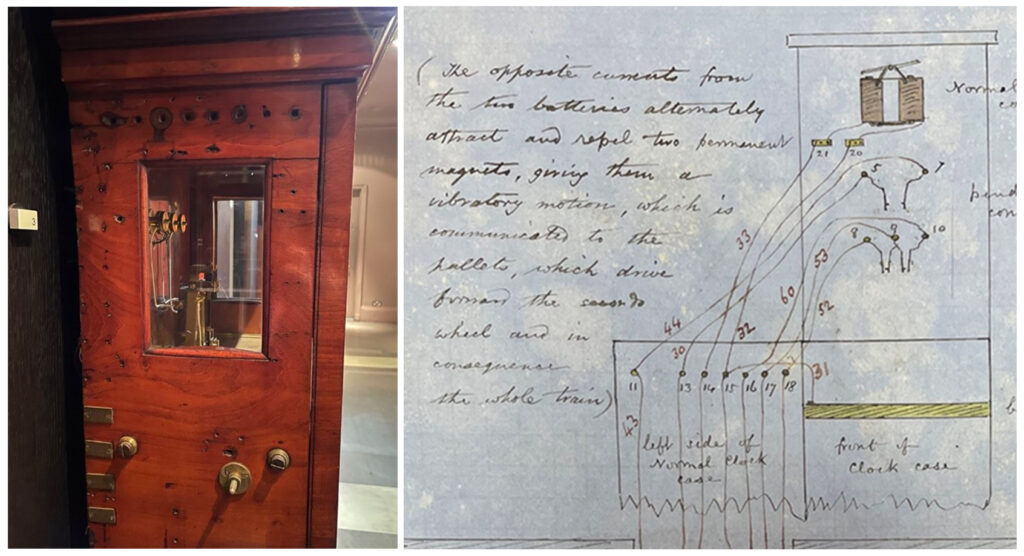 3
(The opposite currents from
the two batteries alternately
attract and repel two permanent
magnets, giving them a
vibratory motion, which is
communicated to the
pallets, which drive
forward the seconds
wheel and in
consequence
the whole train)
Normal
co
21 20
5 7
pend
con
8 9 10
33
53
60
52
44
30
32
31
11 13 14 15 16 17 18
43
left side of
Normal Clock
case
front of
Clock case
b